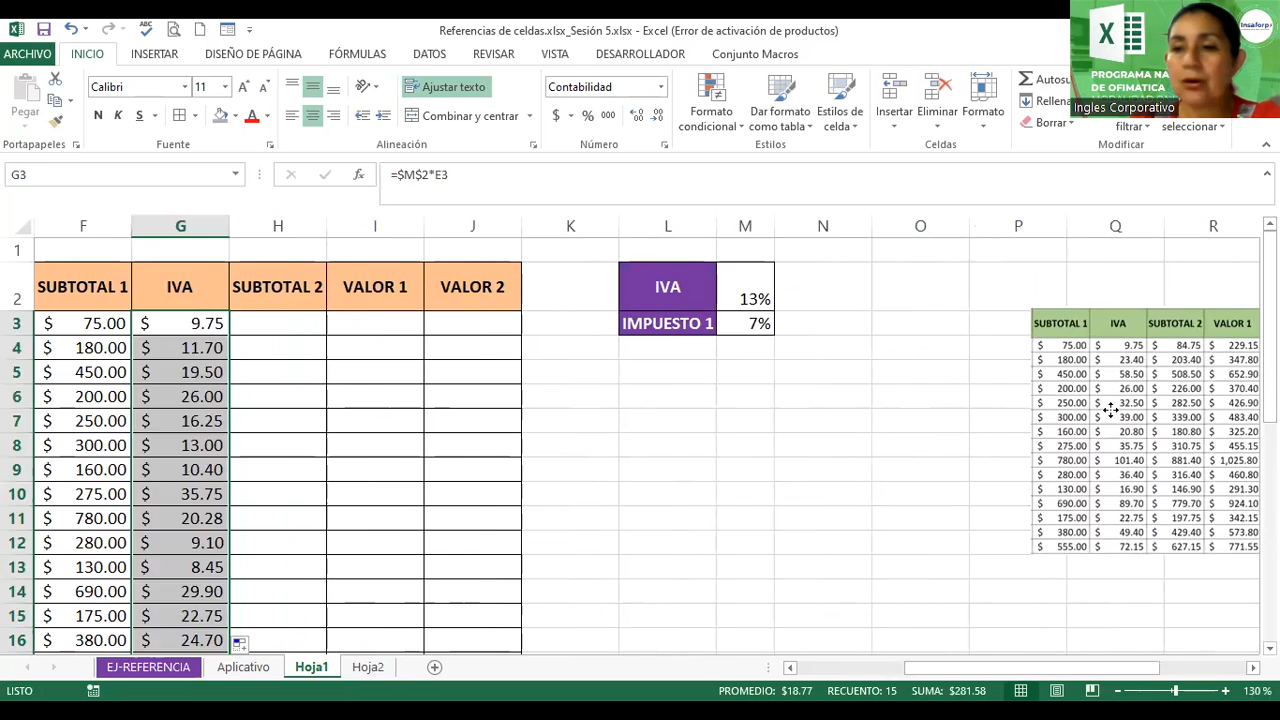 Referencias de celdas.xlsx_Sesión 5.xlsx - Excel (Error de activación de productos)
Insaforp
ARCHIVO INICIO INSERTAR DISEÑO DE PÁGINA FÓRMULAS DATOS REVISAR VISTA DESARROLLADOR Conjunto Macros
PROGRAMA NA
DE OFIMATICA
Ingles Corporativo
Pegar
Calibri 11
N K S
Ajustar texto
Combinar y centrar
Contabilidad
$ % 000
Formato condicional
Dar formato como tabla
Estilos de celda
Insertar Eliminar Formato
Autosu
Rellena
Borrar
filtrar seleccionar
Portapapeles Fuente Alineación Número Estilos Celdas Modificar
G3 =$M$2*E3
F G H I J K L M N O P Q R
1
2 SUBTOTAL 1 IVA SUBTOTAL 2 VALOR 1 VALOR 2 IVA 13%
3 $ 75.00 $ 9.75 IMPUESTO 1 7%
4 $ 180.00 $ 11.70
5 $ 450.00 $ 19.50
6 $ 200.00 $ 26.00
7 $ 250.00 $ 16.25
8 $ 300.00 $ 13.00
9 $ 160.00 $ 10.40
10 $ 275.00 $ 35.75
11 $ 780.00 $ 20.28
12 $ 280.00 $ 9.10
13 $ 130.00 $ 8.45
14 $ 690.00 $ 29.90
15 $ 175.00 $ 22.75
16 $ 380.00 $ 24.70
SUBTOTAL 1 IVA SUBTOTAL 2 VALOR 1
$ 75.00 $ 9.75 $ 84.75 $ 229.15
$ 180.00 $ 23.40 $ 203.40 $ 347.80
$ 450.00 $ 58.50 $ 508.50 $ 652.90
$ 200.00 $ 26.00 $ 226.00 $ 370.40
$ 250.00 $ 32.50 $ 282.50 $ 426.90
$ 300.00 $ 39.00 $ 339.00 $ 483.40
$ 160.00 $ 20.80 $ 180.80 $ 325.20
$ 275.00 $ 35.75 $ 310.75 $ 455.15
$ 780.00 $ 101.40 $ 881.40 $ 1,025.80
$ 280.00 $ 36.40 $ 316.40 $ 460.80
$ 130.00 $ 16.90 $ 146.90 $ 291.30
$ 690.00 $ 89.70 $ 779.70 $ 924.10
$ 175.00 $ 22.75 $ 197.75 $ 342.15
$ 380.00 $ 49.40 $ 429.40 $ 573.80
$ 555.00 $ 72.15 $ 627.15 $ 771.55
EJ-REFERENCIA Aplicativo Hoja1 Hoja2
LISTO PROMEDIO: $18.77 RECUENTO: 15 SUMA: $281.58 130 %